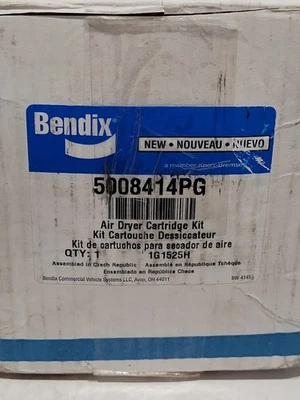 Bendix
NEW • NOUVEAU • NUEVO
a member Knorr-Bremse
5008414PG
Air Dryer Cartridge Kit
Kit Cartouche Dessiccateur
Kit de cartuchos para secador de aire
QTY: 1 1G1525H
Assembled in Czech Republic Assemblé en République Tchèque
Ensamblado en República Checa
Bendix Commercial Vehicle Systems LLC, Avon, OH 44011